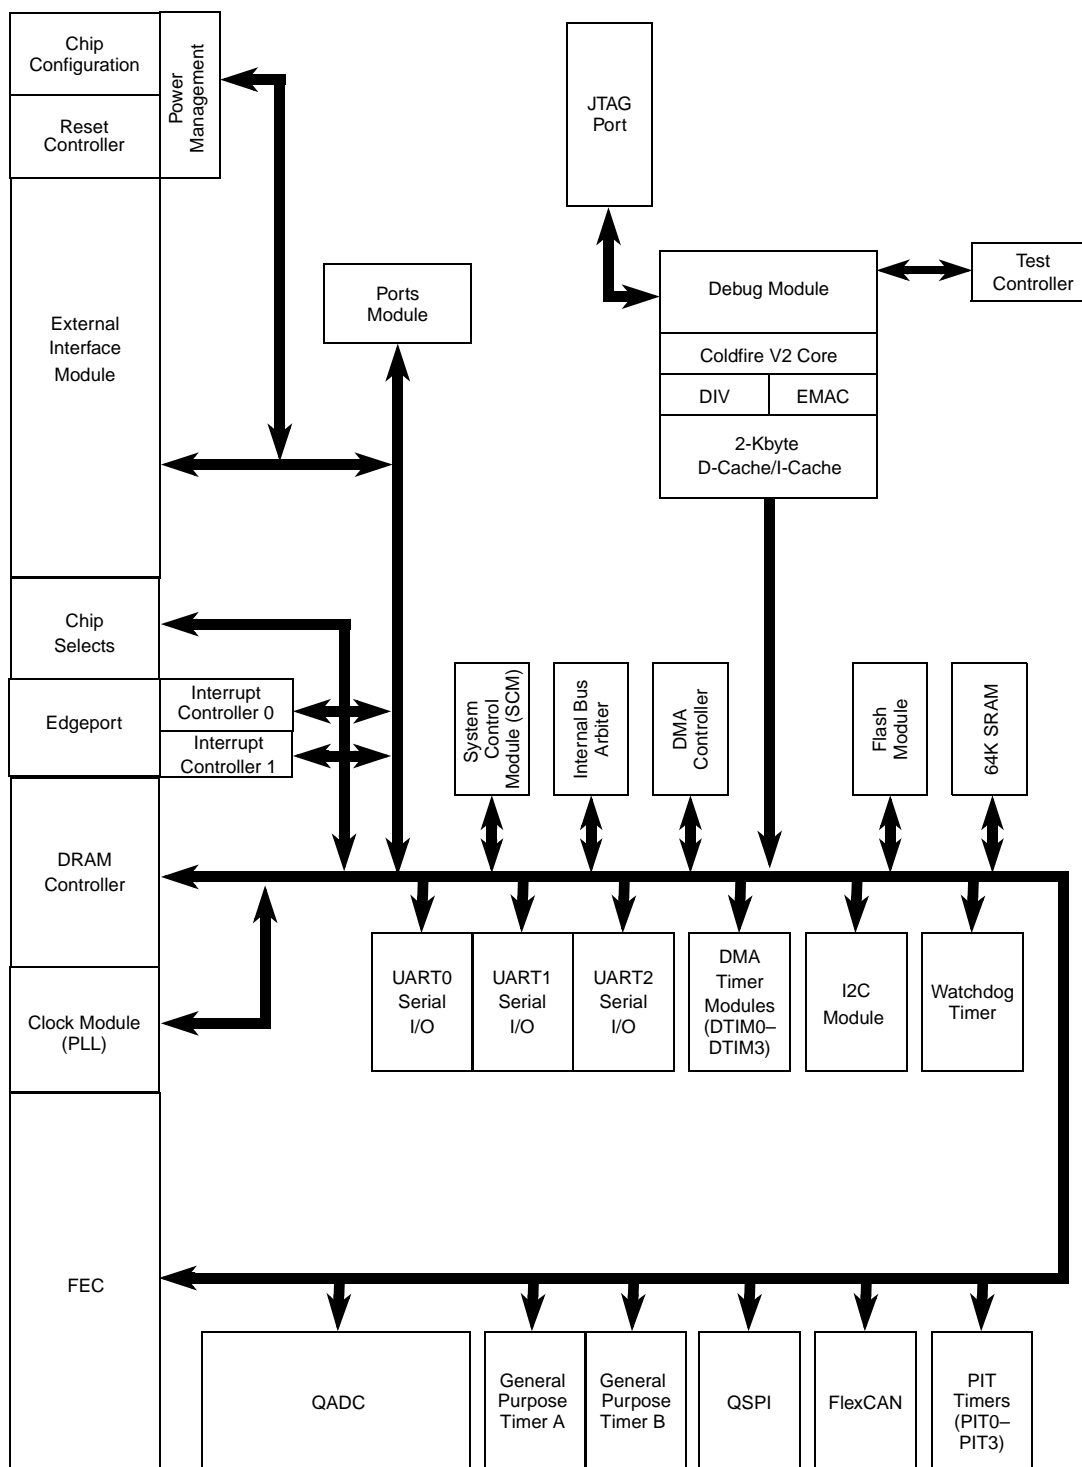 Chip
Configuration
Power
Management
Reset
Controller
JTAG
Port
External
Interface
Module
Ports
Module
Debug Module
Test
Controller
Coldfire V2 Core
DIV
EMAC
2-Kbyte
D-Cache/I-Cache
Chip
Selects
Edgeport
Interrupt
Controller 0
Interrupt
Controller 1
System
Control
Module (SCM)
Internal Bus
Arbiter
DMA
Controller
Flash
Module
64K SRAM
DRAM
Controller
Clock Module
(PLL)
UART0
Serial
I/O
UART1
Serial
I/O
UART2
Serial
I/O
DMA
Timer
Modules
(DTIM0–
DTIM3)
I2C
Module
Watchdog
Timer
FEC
QADC
General
Purpose
Timer A
General
Purpose
Timer B
QSPI
FlexCAN
PIT
Timers
(PIT0–
PIT3)